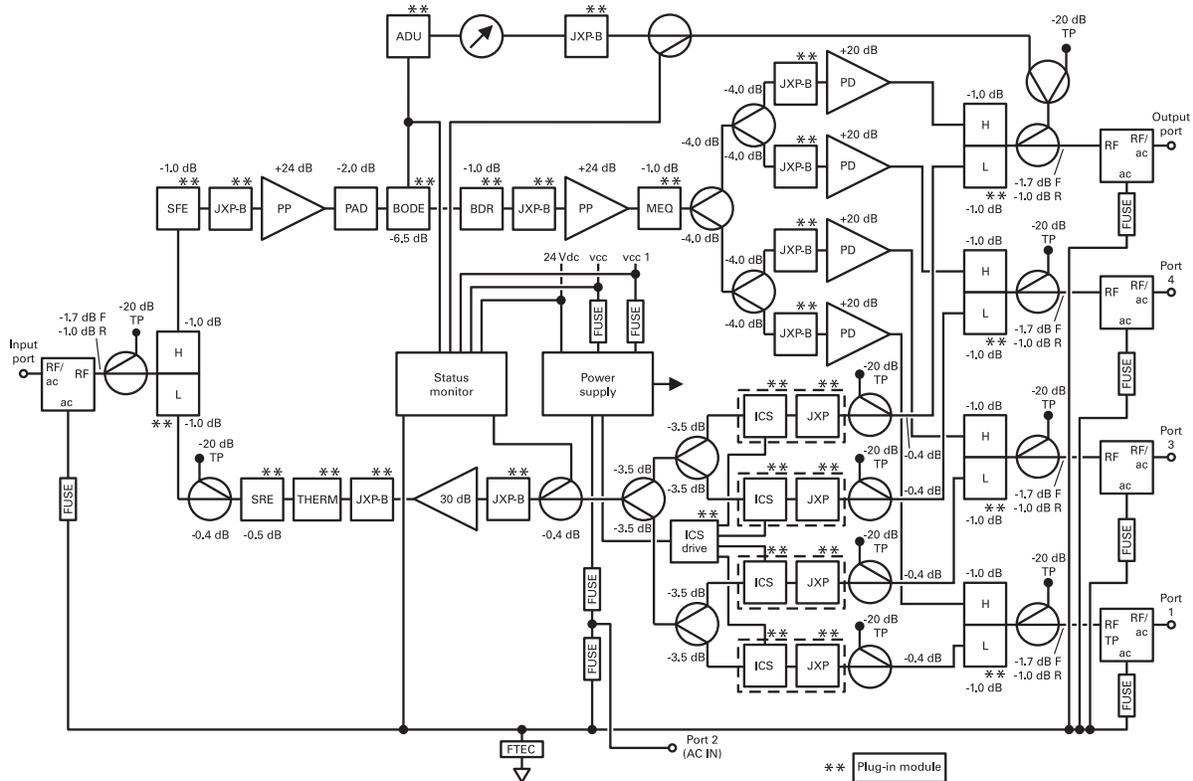 ** ADU
** JXP-B
-20 dB TP
-4.0 dB
** JXP-B
+20 dB
PD
-1.0 dB
H
L
**
-1.0 dB
-1.7 dB F
-1.0 dB R
RF RF/ac
ac
Output port
FUSE
-4.0 dB
-4.0 dB
** JXP-B
+20 dB
PD
-1.0 dB
** SFE
** JXP-B
+24 dB
PP
-2.0 dB
PAD
** BODE
-6.5 dB
-1.0 dB
** BDR
** JXP-B
+24 dB
PP
-1.0 dB
** MEQ
-4.0 dB
-4.0 dB
** JXP-B
+20 dB
PD
-4.0 dB
** JXP-B
+20 dB
PD
-1.0 dB
H
L
**
-1.0 dB
-20 dB TP
-1.7 dB F
-1.0 dB R
RF RF/ac
ac
Port 4
FUSE
24 Vdc
vcc
vcc 1
FUSE
FUSE
Input port
RF/ac RF
ac
-1.7 dB F
-1.0 dB R
-20 dB TP
-1.0 dB
H
L
**
-1.0 dB
Status monitor
Power supply
FUSE
-20 dB TP
-0.4 dB
** SRE
-0.5 dB
** THERM
** JXP-B
30 dB
** JXP-B
-0.4 dB
-3.5 dB
-3.5 dB
-3.5 dB
-3.5 dB
** ICS
** JXP
-20 dB TP
-0.4 dB
** ICS
** JXP
-20 dB TP
-0.4 dB
-1.0 dB
H
L
**
-1.0 dB
-20 dB TP
-1.7 dB F
-1.0 dB R
RF RF/ac
ac
Port 3
FUSE
** ICS drive
FUSE
FUSE
-3.5 dB
-3.5 dB
** ICS
** JXP
-20 dB TP
-0.4 dB
** ICS
** JXP
-20 dB TP
-0.4 dB
-1.0 dB
H
L
**
-1.0 dB
-20 dB TP
-1.7 dB F
-1.0 dB R
RF RF/ac
TP
ac
Port 1
FUSE
FTEC
Port 2
(AC IN)
** Plug-in module